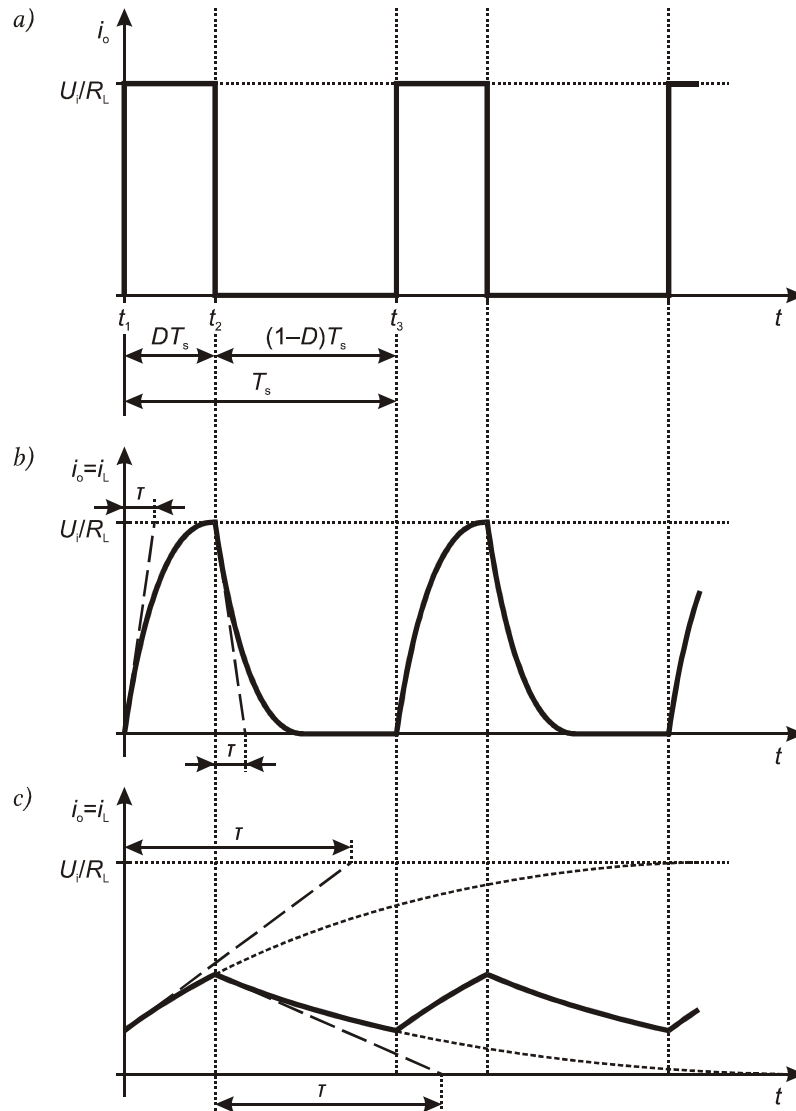 a)
i_o
U_i/R_L
t_1 t_2 t_3 t
DT_s (1–D)T_s
T_s
b)
i_o=i_L
τ
U_i/R_L
τ
t
c)
i_o=i_L
τ
U_i/R_L
t
τ